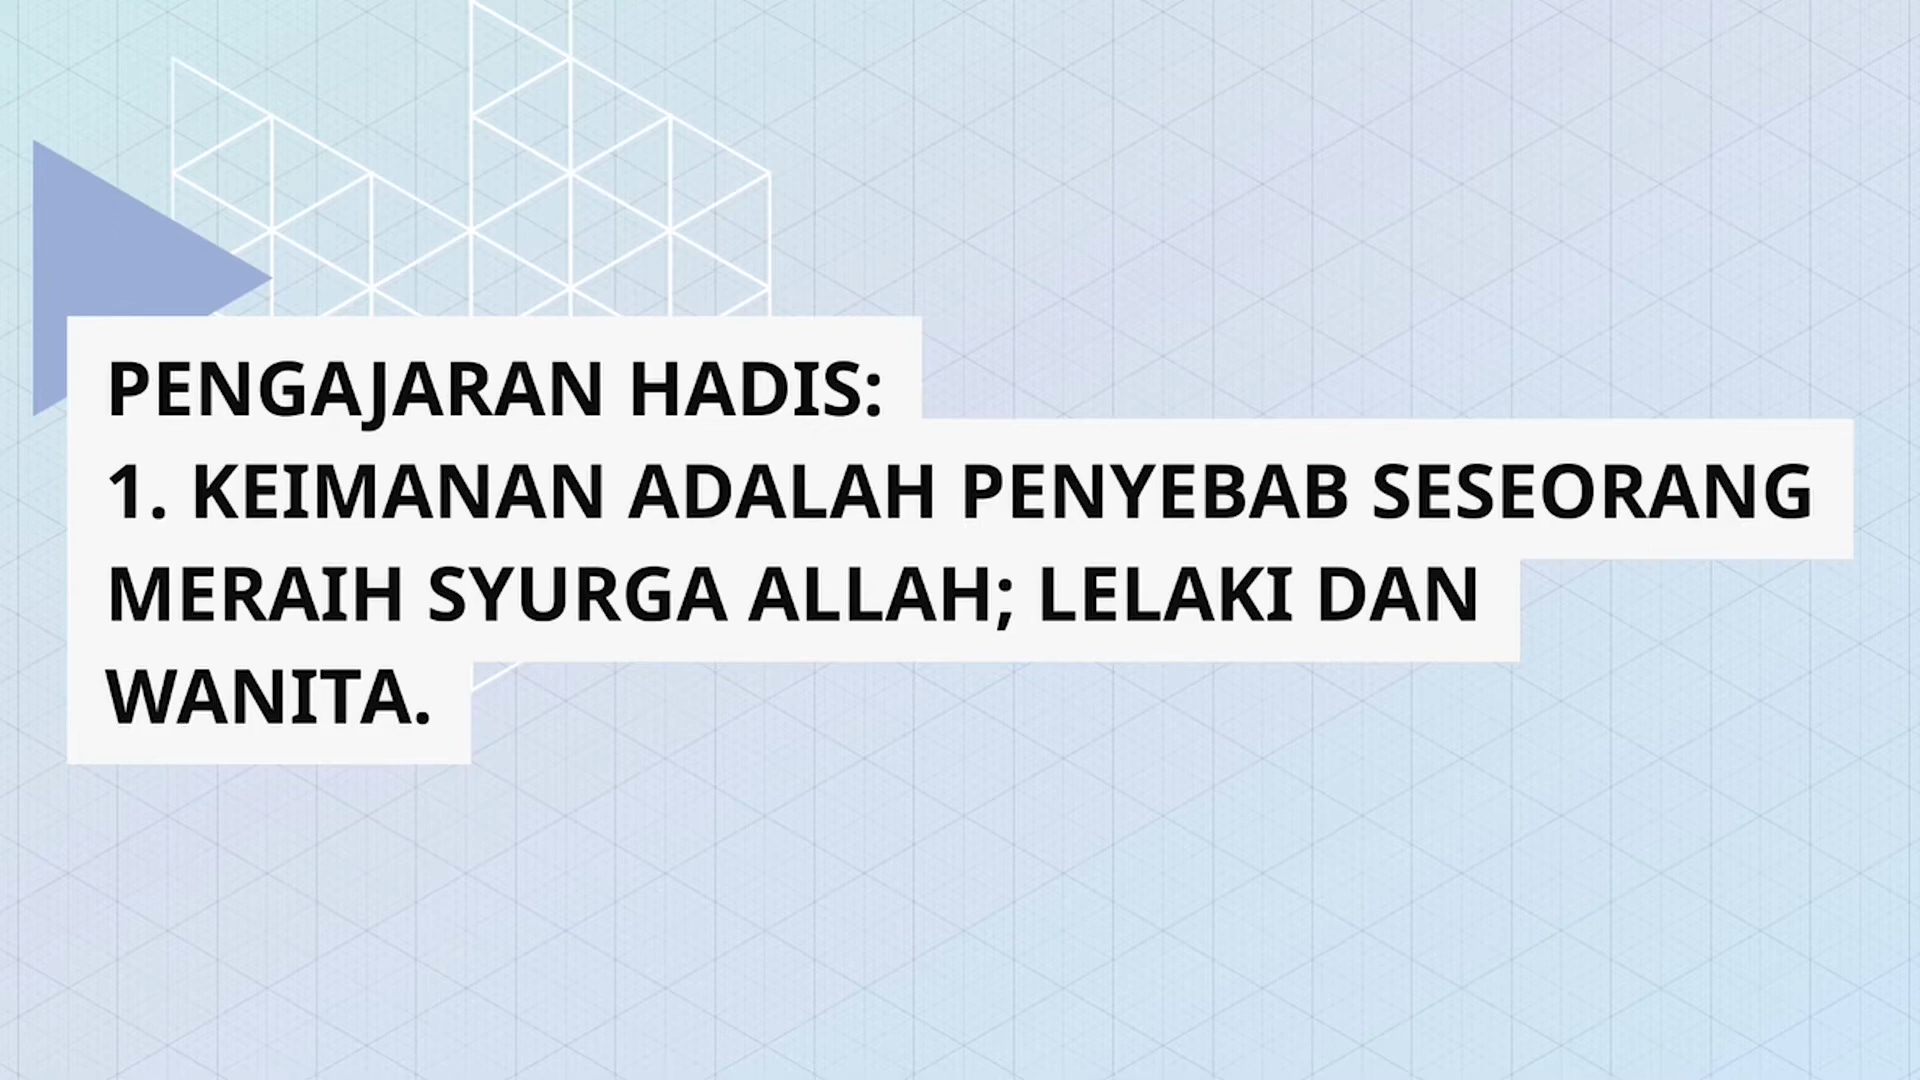 PENGAJARAN HADIS:
1. KEIMANAN ADALAH PENYEBAB SESEORANG
MERAIH SYURGA ALLAH; LELAKI DAN
WANITA.